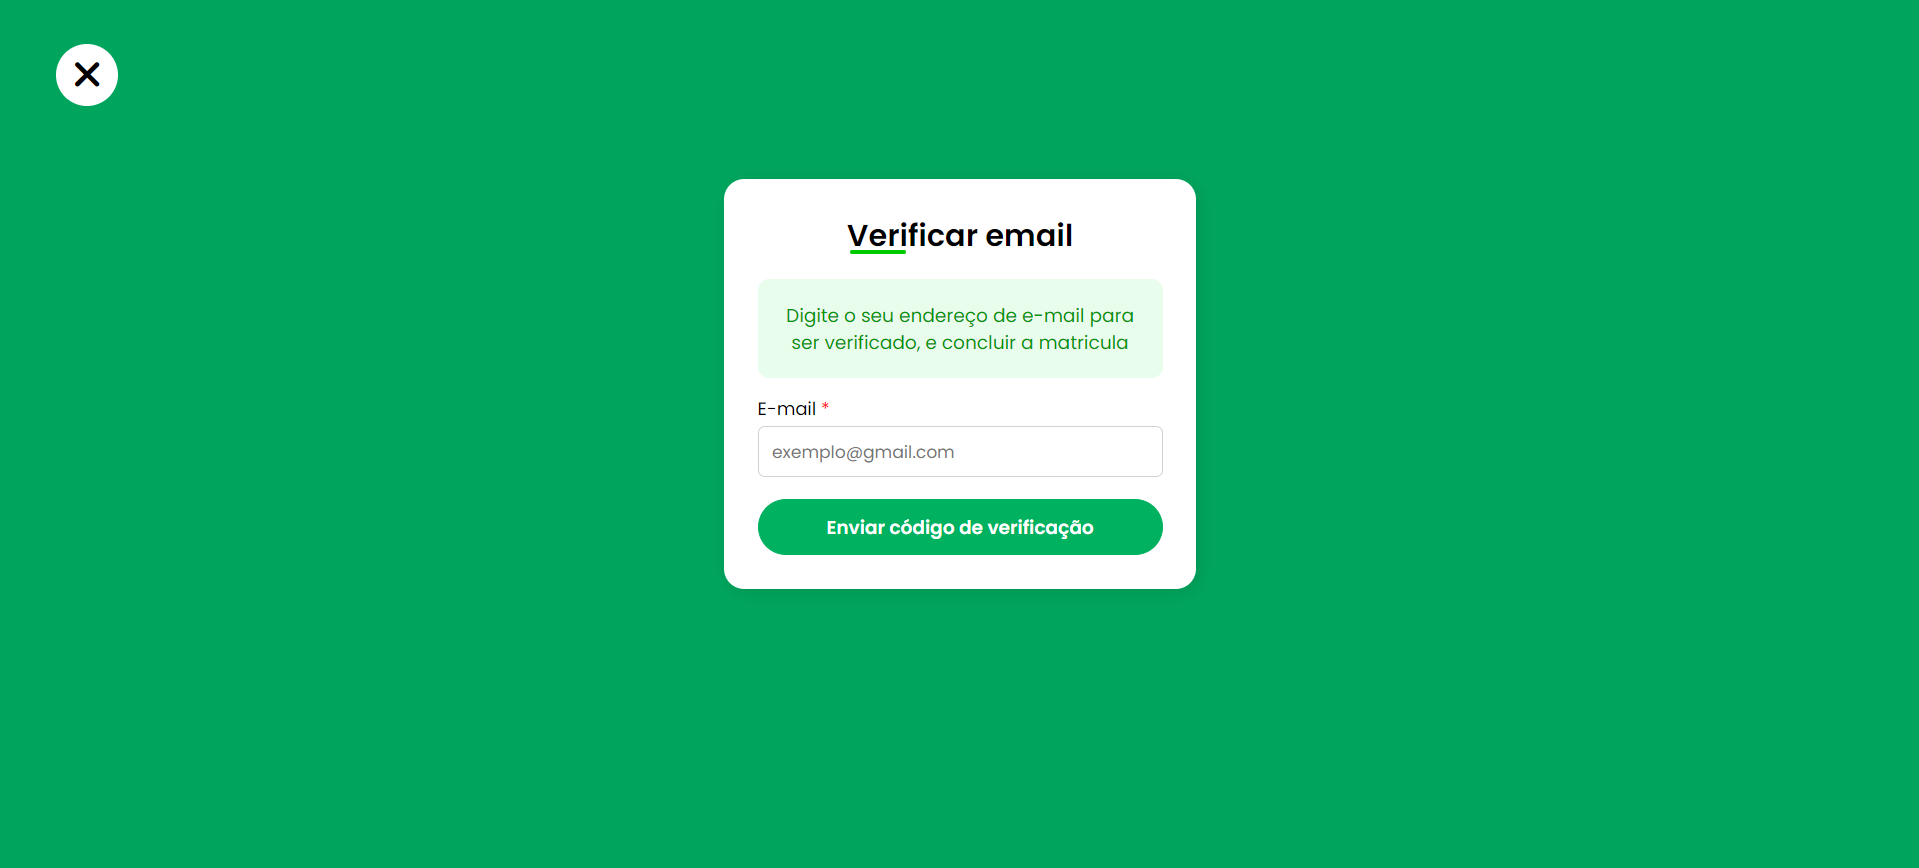 Verificar email
Digite o seu endereço de e-mail para
ser verificado, e concluir a matricula
E-mail *
exemplo@gmail.com
Enviar código de verificação